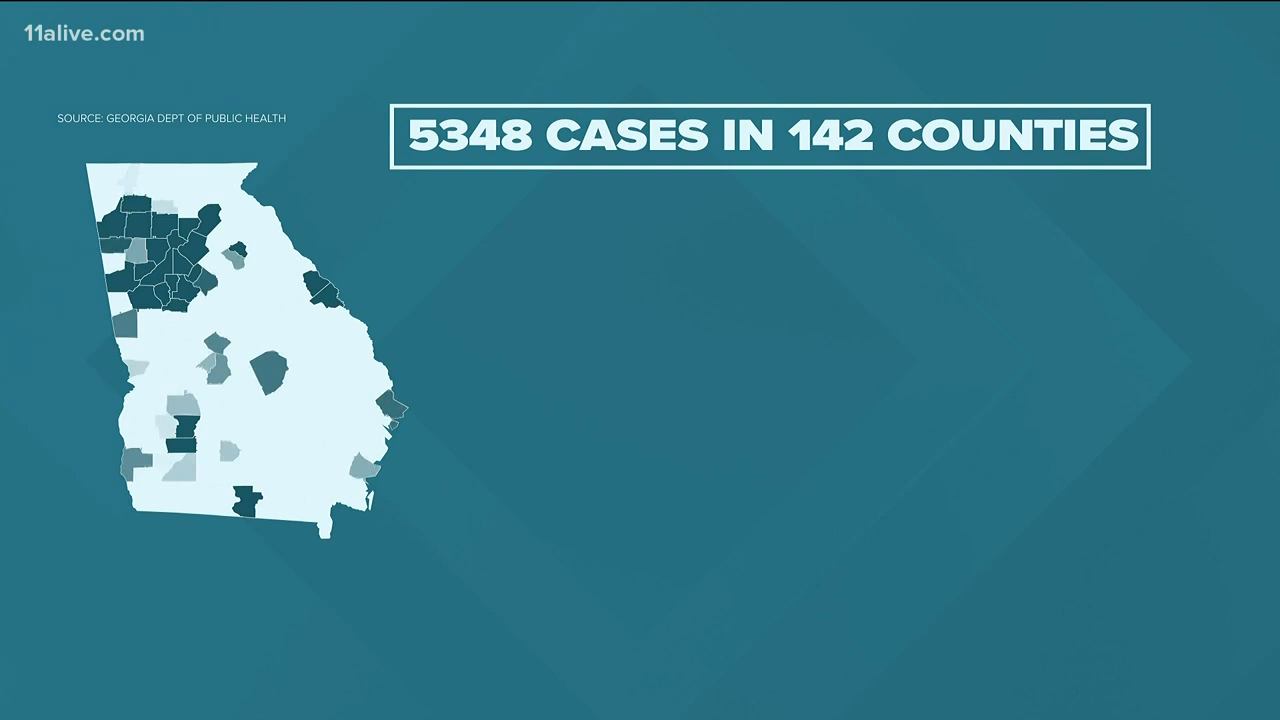 11alive.com
SOURCE: GEORGIA DEPT OF PUBLIC HEALTH
5348 CASES IN 142 COUNTIES